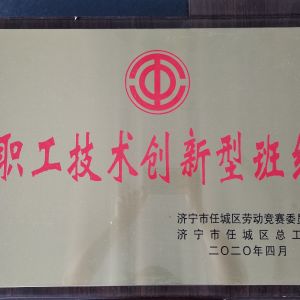 职工技术创新型班
济宁市任城区劳动竞赛委
济宁市任城区总工
二〇二〇年四月